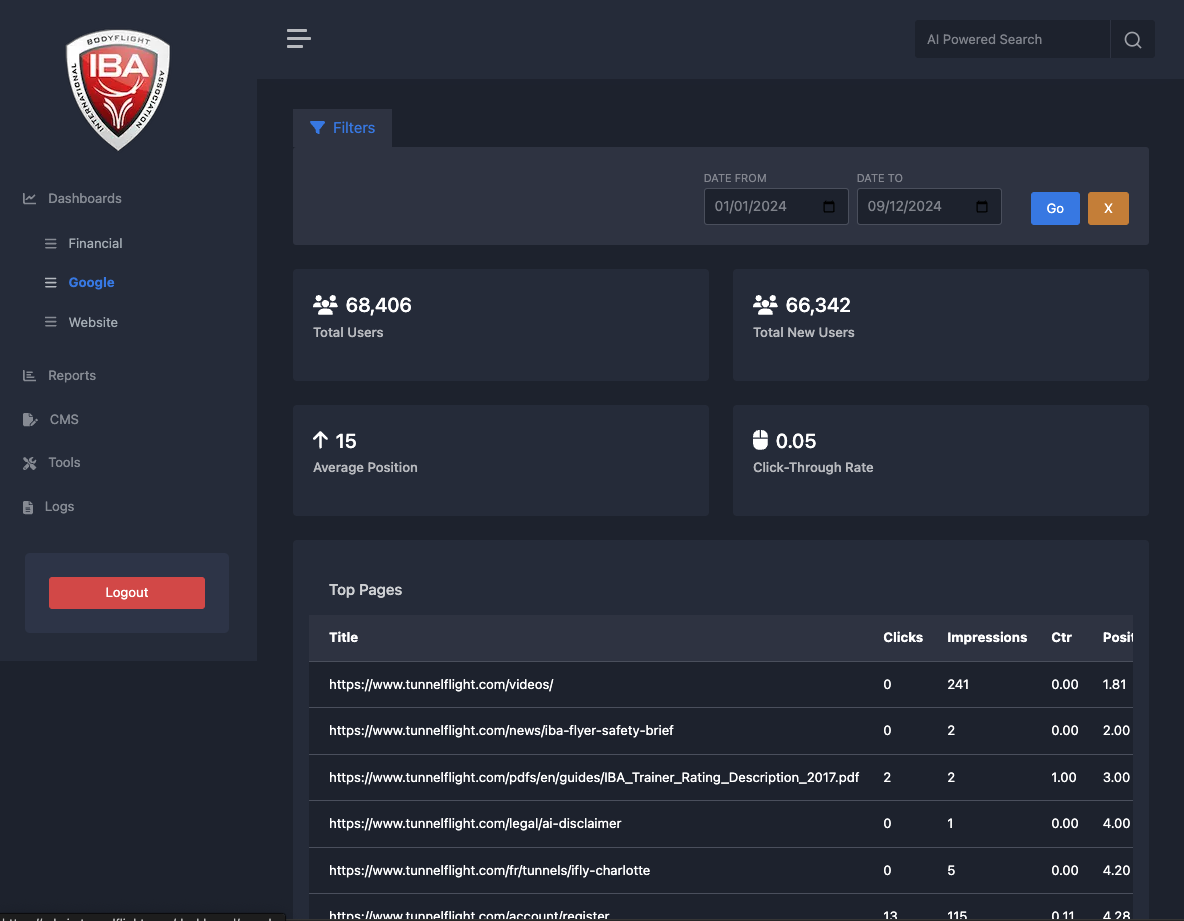 BODYFLIGHT
IBA
INTERNATIONAL
ASSOCIATION
AI Powered Search
Filters
DATE FROM
DATE TO
01/01/2024
09/12/2024
Go
X
Dashboards
Financial
Google
Website
Reports
CMS
Tools
Logs
Logout
68,406
Total Users
66,342
Total New Users
15
Average Position
0.05
Click-Through Rate
Top Pages
Title Clicks Impressions Ctr Posit
https://www.tunnelflight.com/videos/ 0 241 0.00 1.81
https://www.tunnelflight.com/news/iba-flyer-safety-brief 0 2 0.00 2.00
https://www.tunnelflight.com/pdfs/en/guides/IBA_Trainer_Rating_Description_2017.pdf 2 2 1.00 3.00
https://www.tunnelflight.com/legal/ai-disclaimer 0 1 0.00 4.00
https://www.tunnelflight.com/fr/tunnels/ifly-charlotte 0 5 0.00 4.20
https://www.tunnelflight.com/account/register 13 115 0.11 4.28